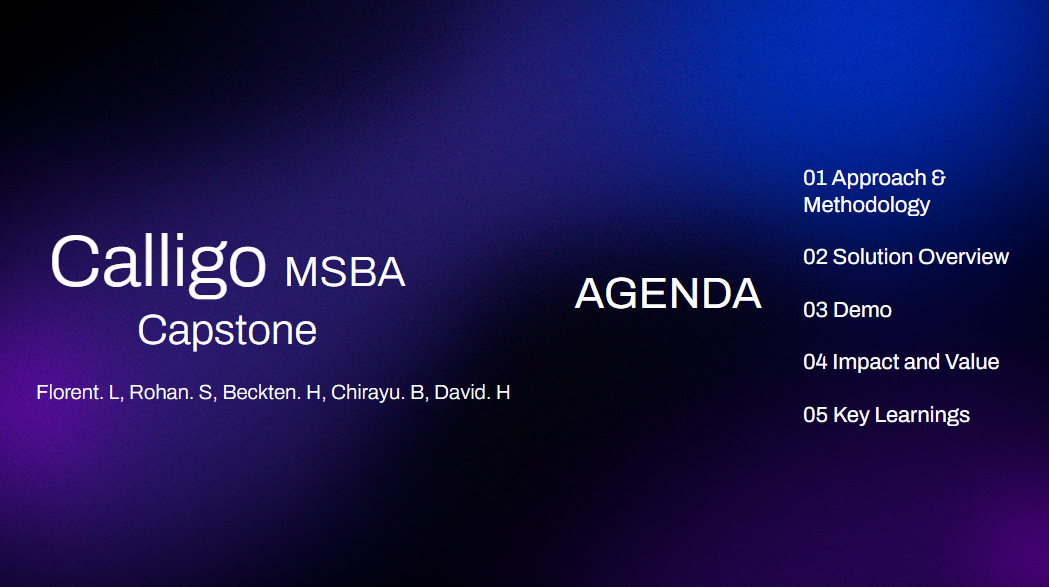 Calligo MSBA
Capstone
Florent. L, Rohan. S, Beckten. H, Chirayu. B, David. H
AGENDA
01 Approach &
Methodology
02 Solution Overview
03 Demo
04 Impact and Value
05 Key Learnings